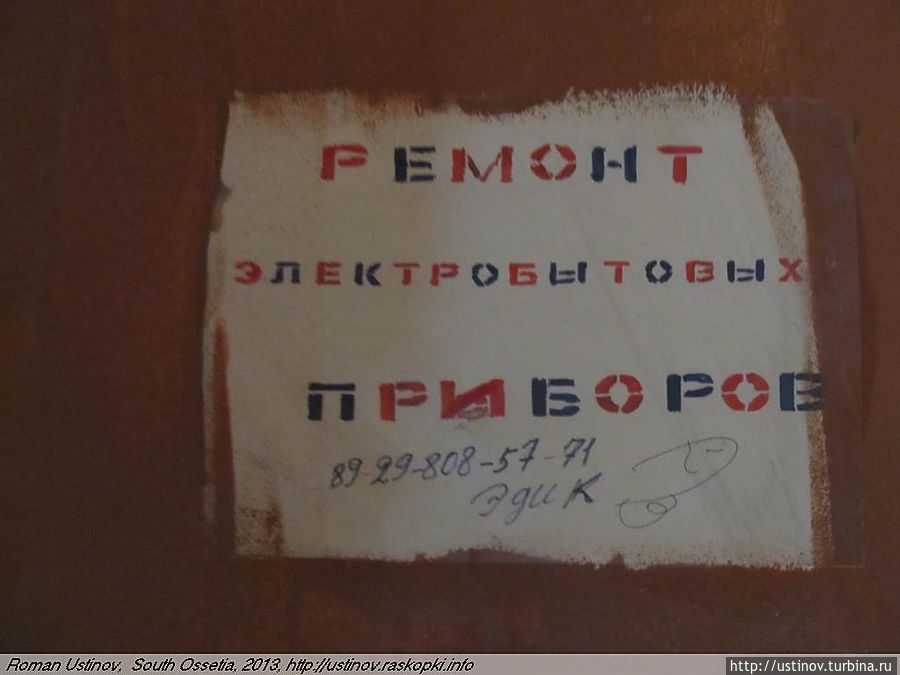 РЕМОНТ
ЭЛЕКТРОБЫТОВЫХ
ПРИБОРОВ
89-29-808-57-71
Эдик
Roman Ustinov, South Ossetia, 2013, http://ustinov.raskopki.info
http://ustinov.turbina.ru